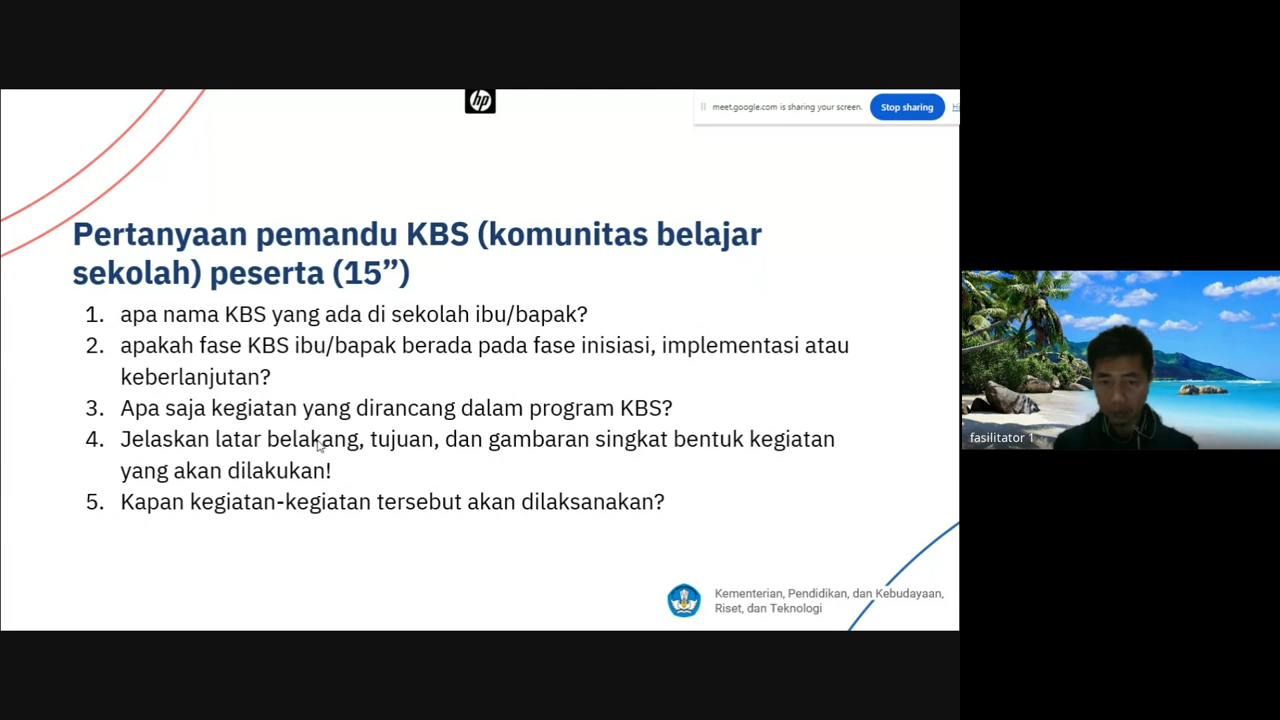 hp
meet.google.com is sharing your screen.
Stop sharing
Pertanyaan pemandu KBS (komunitas belajar
sekolah) peserta (15”)
1. apa nama KBS yang ada di sekolah ibu/bapak?
2. apakah fase KBS ibu/bapak berada pada fase inisiasi, implementasi atau
keberlanjutan?
3. Apa saja kegiatan yang dirancang dalam program KBS?
4. Jelaskan latar belakang, tujuan, dan gambaran singkat bentuk kegiatan
yang akan dilakukan!
5. Kapan kegiatan-kegiatan tersebut akan dilaksanakan?
fasilitator 1
Kementerian, Pendidikan, dan Kebudayaan,
Riset, dan Teknologi